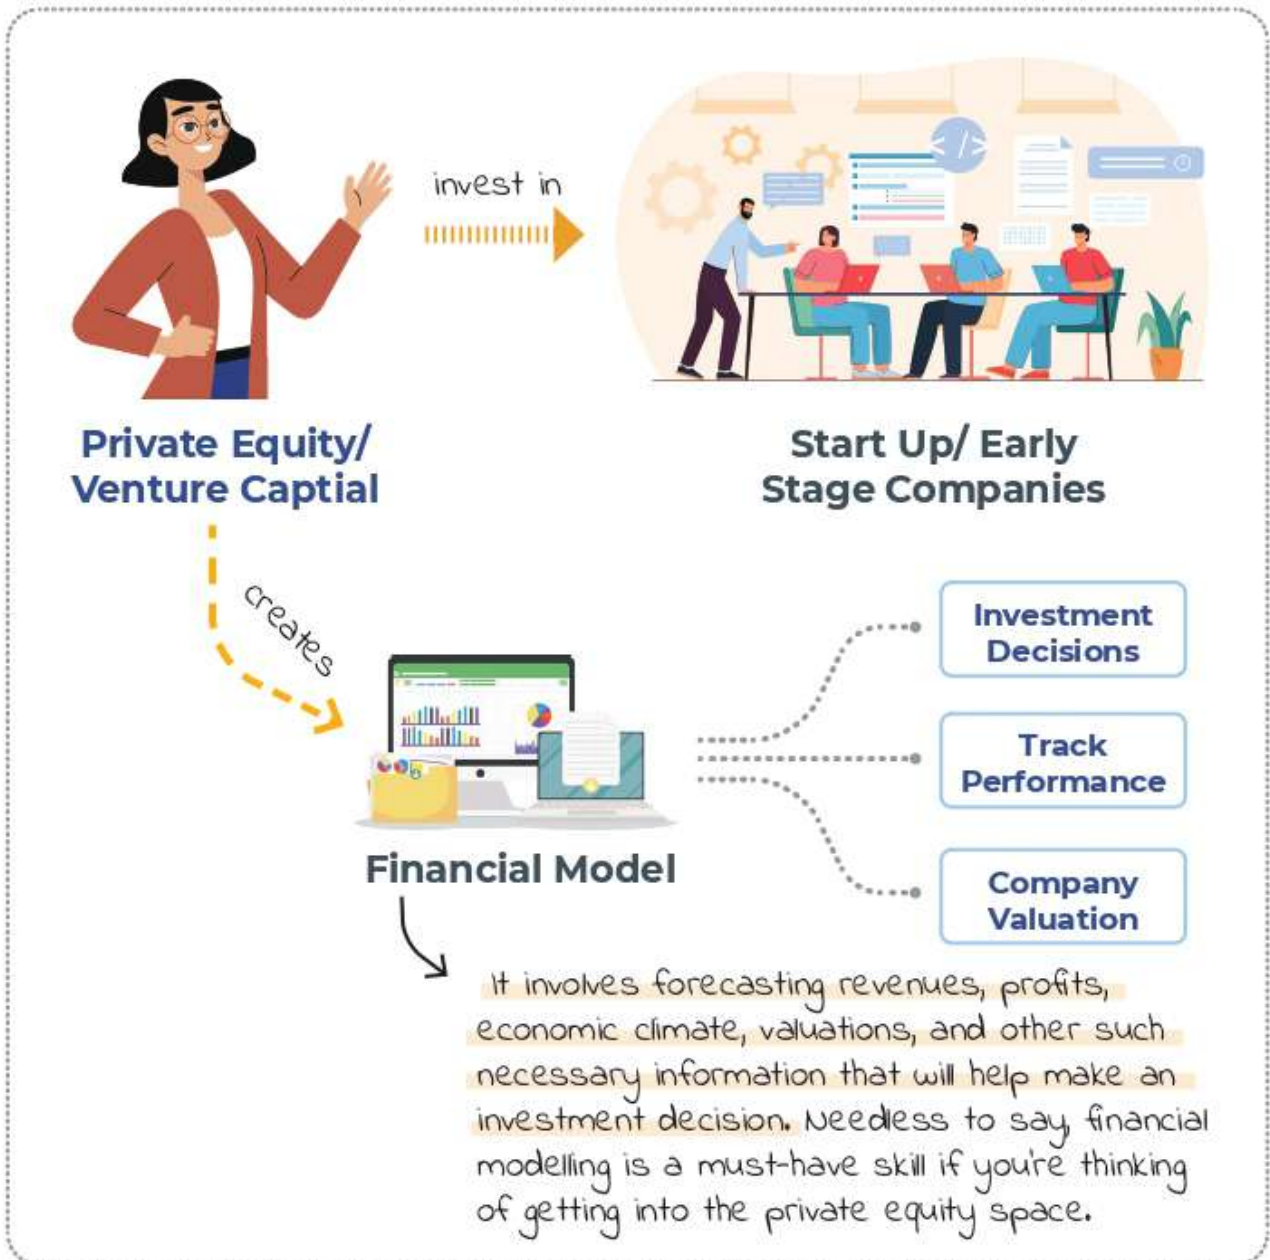 invest in
Private Equity/
Venture Captial
Start Up/ Early
Stage Companies
creates
Investment
Decisions
Track
Performance
Company
Valuation
Financial Model
It involves forecasting revenues, profits,
economic climate, valuations, and other such
necessary information that will help make an
investment decision. Needless to say, financial
modelling is a must-have skill if you're thinking
of getting into the private equity space.